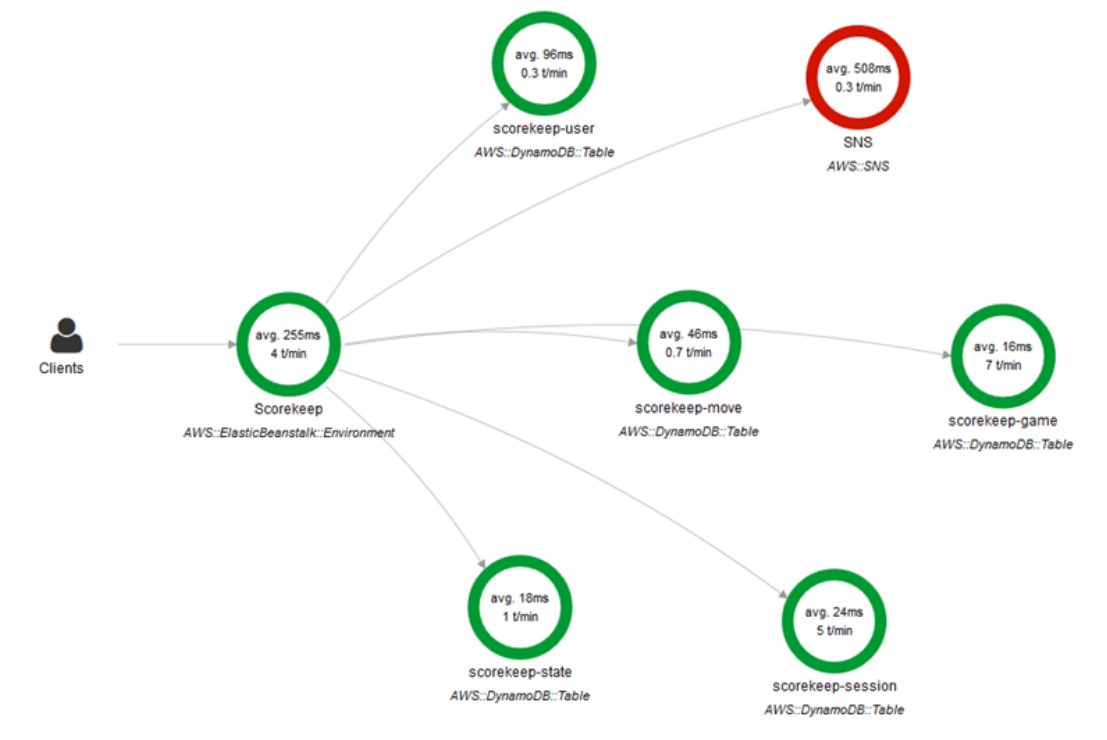 avg. 96ms
0.3 t/min
scorekeep-user
AWS::DynamoDB::Table
avg. 508ms
0.3 t/min
SNS
AWS::SNS
Clients
avg. 255ms
4 t/min
Scorekeep
AWS::ElasticBeanstalk::Environment
avg. 46ms
0.7 t/min
scorekeep-move
AWS::DynamoDB::Table
avg. 16ms
7 t/min
scorekeep-game
AWS::DynamoDB::Table
avg. 18ms
1 t/min
scorekeep-state
AWS::DynamoDB::Table
avg. 24ms
5 t/min
scorekeep-session
AWS::DynamoDB::Table